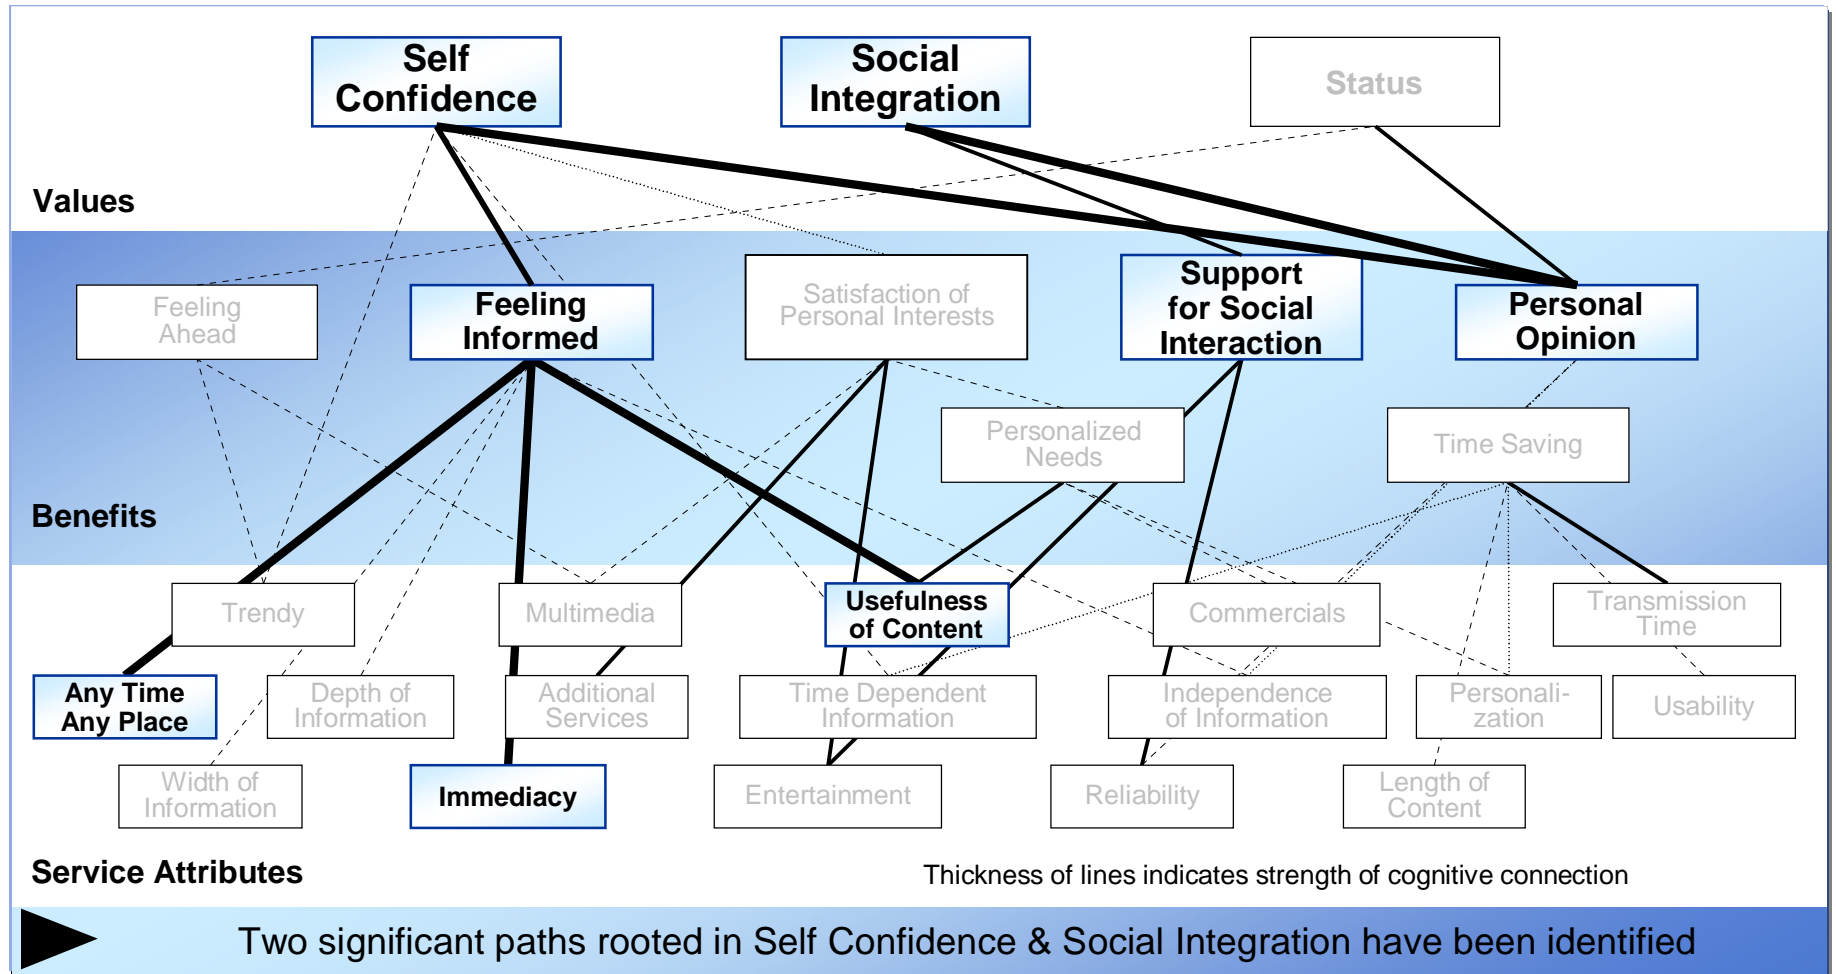 Self
Confidence
Social
Integration
Status
Values
Feeling
Ahead
Feeling
Informed
Satisfaction of
Personal Interests
Support
for Social
Interaction
Personal
Opinion
Personalized
Needs
Time Saving
Benefits
Trendy
Multimedia
Usefulness
of Content
Commercials
Transmission
Time
Any Time
Any Place
Depth of
Information
Additional
Services
Time Dependent
Information
Independence
of Information
Personali-
zation
Usability
Width of
Information
Immediacy
Entertainment
Reliability
Length of
Content
Service Attributes
Thickness of lines indicates strength of cognitive connection
Two significant paths rooted in Self Confidence & Social Integration have been identified